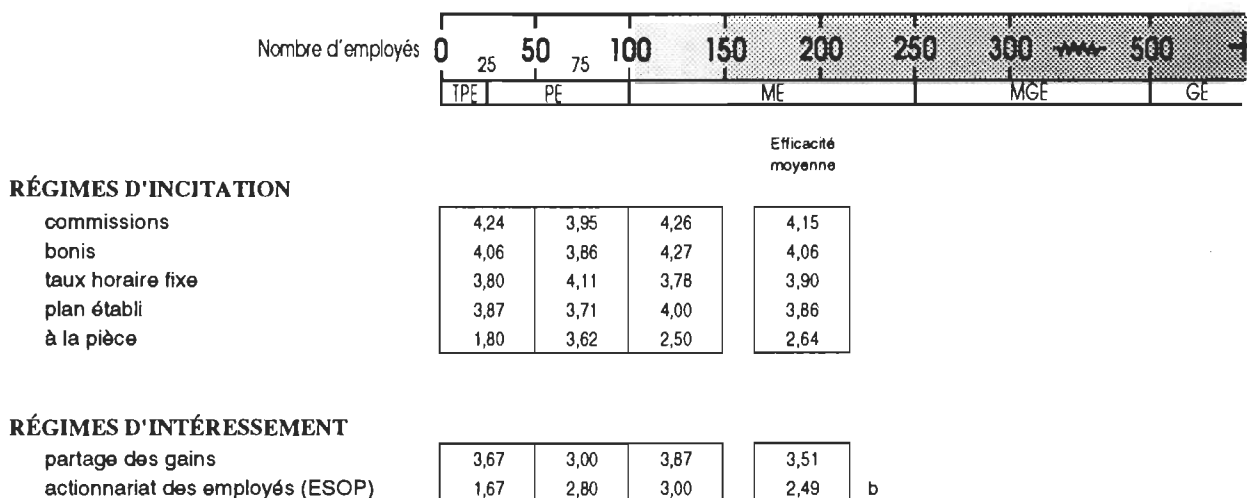 Nombre d'employés 0 50 100 150 200 250 300 500
25 75
TPE PE ME MGE GE
Efficacité
moyenne
RÉGIMES D'INCITATION
commissions 4,24 3,95 4,26 4,15
bonis 4,06 3,86 4,27 4,06
taux horaire fixe 3,80 4,11 3,78 3,90
plan établi 3,87 3,71 4,00 3,86
à la pièce 1,80 3,62 2,50 2,64
RÉGIMES D'INTÉRESSEMENT
partage des gains 3,67 3,00 3,87 3,51
actionnariat des employés (ESOP) 1,67 2,80 3,00 2,49 b